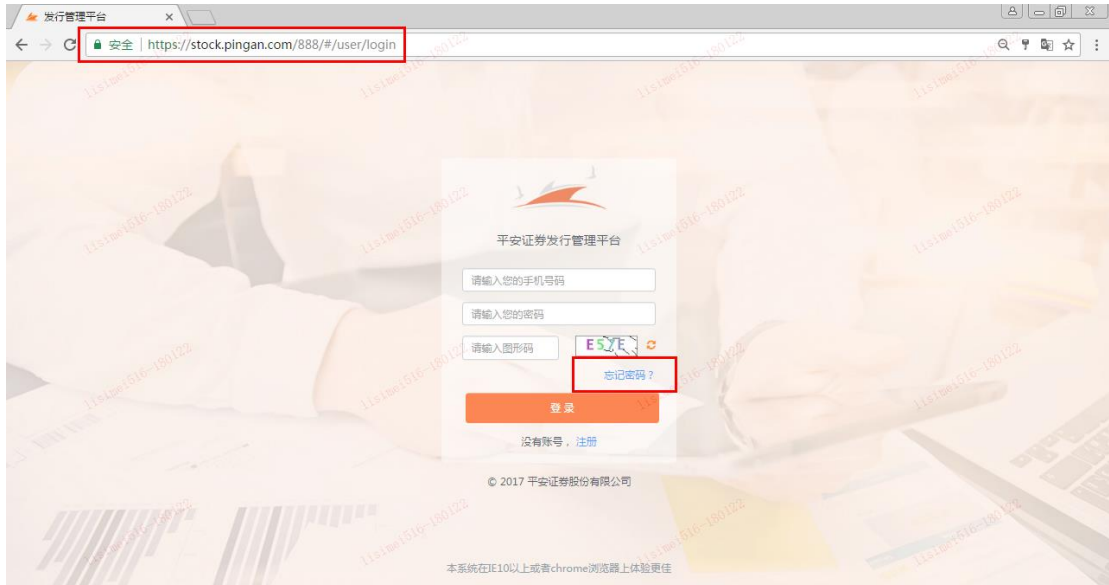 发行管理平台
安全 | https://stock.pingan.com/888/#/user/login
平安证券发行管理平台
请输入您的手机号码
请输入您的密码
请输入图形码 E5YE
忘记密码？
登录
没有账号，注册
© 2017 平安证券股份有限公司
本系统在IE10以上或者chrome浏览器上体验更佳
lisimei516-180122